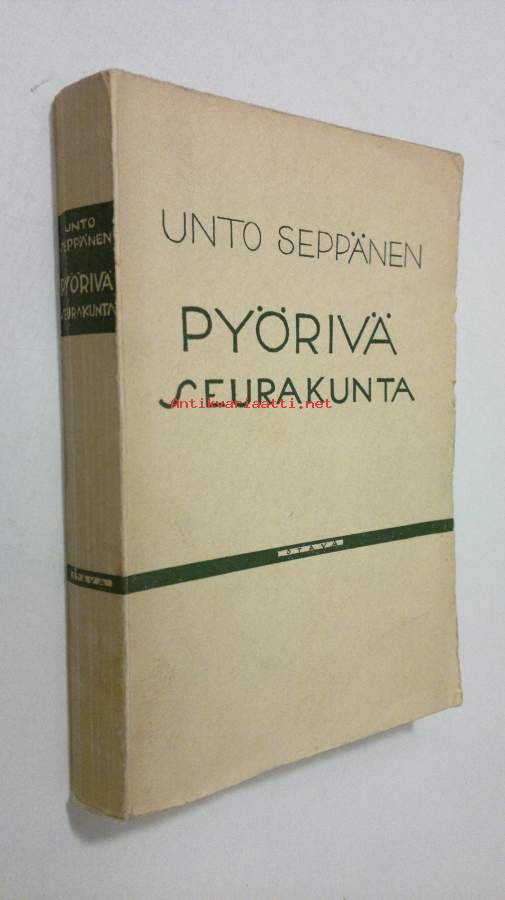 UNTO
SEPPÄNEN
PYÖRIVÄ
SEURAKUNTA
OTAVA
UNTO SEPPÄNEN
PYÖRIVÄ
SEURAKUNTA
Antikvariaatti.net
OTAVA